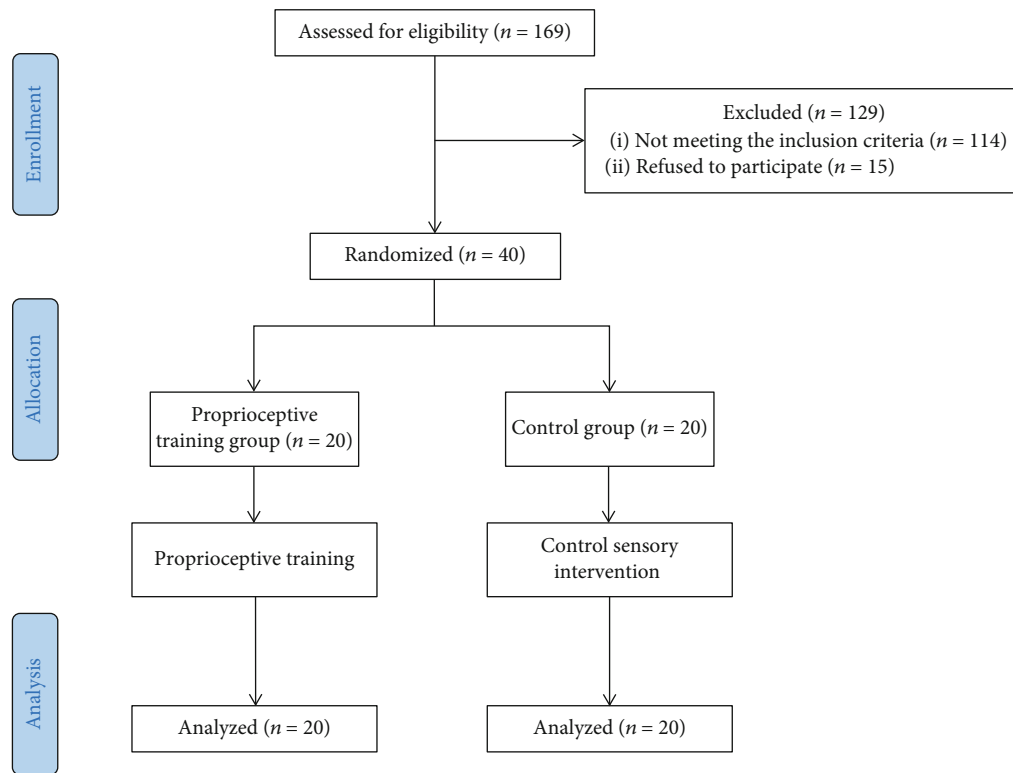 Assessed for eligibility (n = 169)
Enrollment
Excluded (n = 129)
(i) Not meeting the inclusion criteria (n = 114)
(ii) Refused to participate (n = 15)
Randomized (n = 40)
Allocation
Proprioceptive
training group (n = 20)
Control group (n = 20)
Proprioceptive training
Control sensory
intervention
Analysis
Analyzed (n = 20)
Analyzed (n = 20)